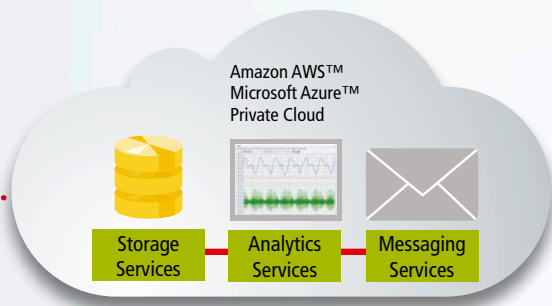 Amazon AWS™
Microsoft Azure™
Private Cloud
Storage
Services
Analytics
Services
Messaging
Services